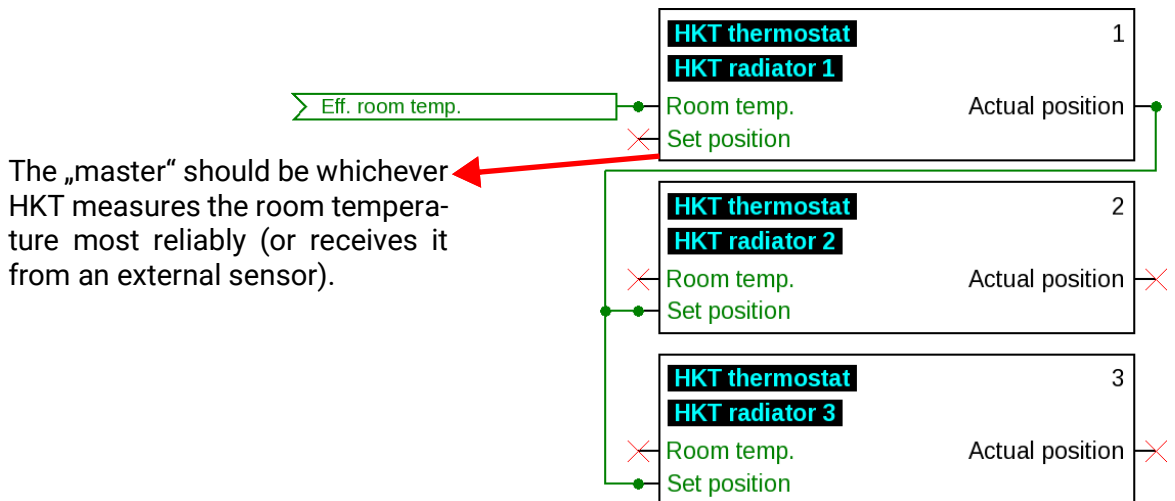 HKT thermostat 1
HKT radiator 1
Eff. room temp.
Room temp. Actual position
Set position
The „master“ should be whichever
HKT measures the room tempera-
ture most reliably (or receives it
from an external sensor).
HKT thermostat 2
HKT radiator 2
Room temp. Actual position
Set position
HKT thermostat 3
HKT radiator 3
Room temp. Actual position
Set position